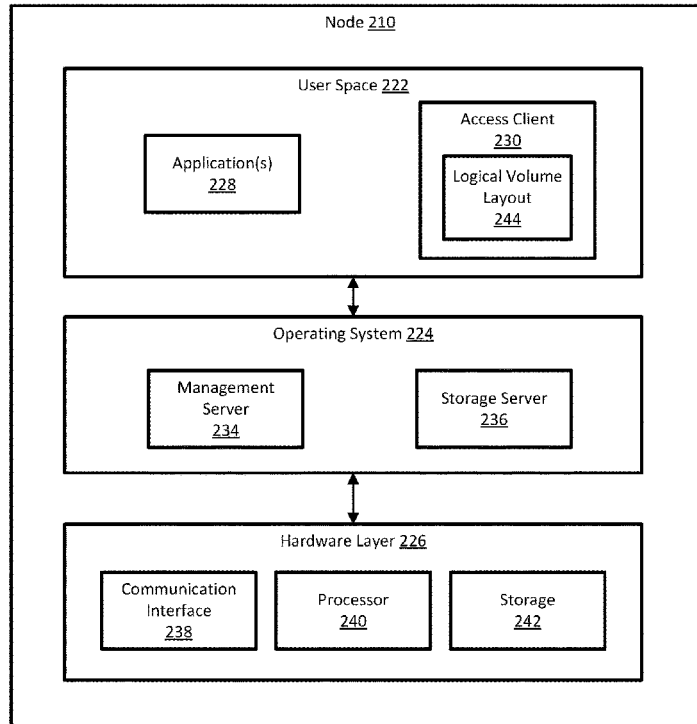 Node 210
User Space 222
Application(s)
228
Access Client
230
Logical Volume
Layout
244
Operating System 224
Management
Server
234
Storage Server
236
Hardware Layer 226
Communication
Interface
238
Processor
240
Storage
242